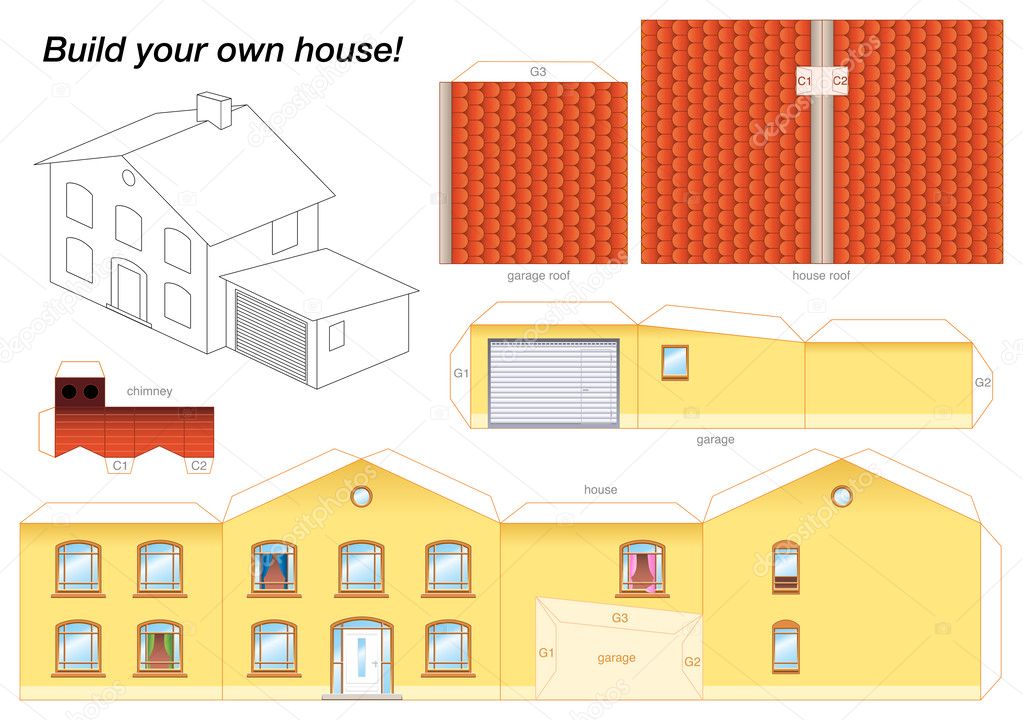 Build your own house!
G3
C1 C2
garage roof
house roof
G1
G2
chimney
C1
C2
garage
house
G3
G1
garage
G2
depositphotos